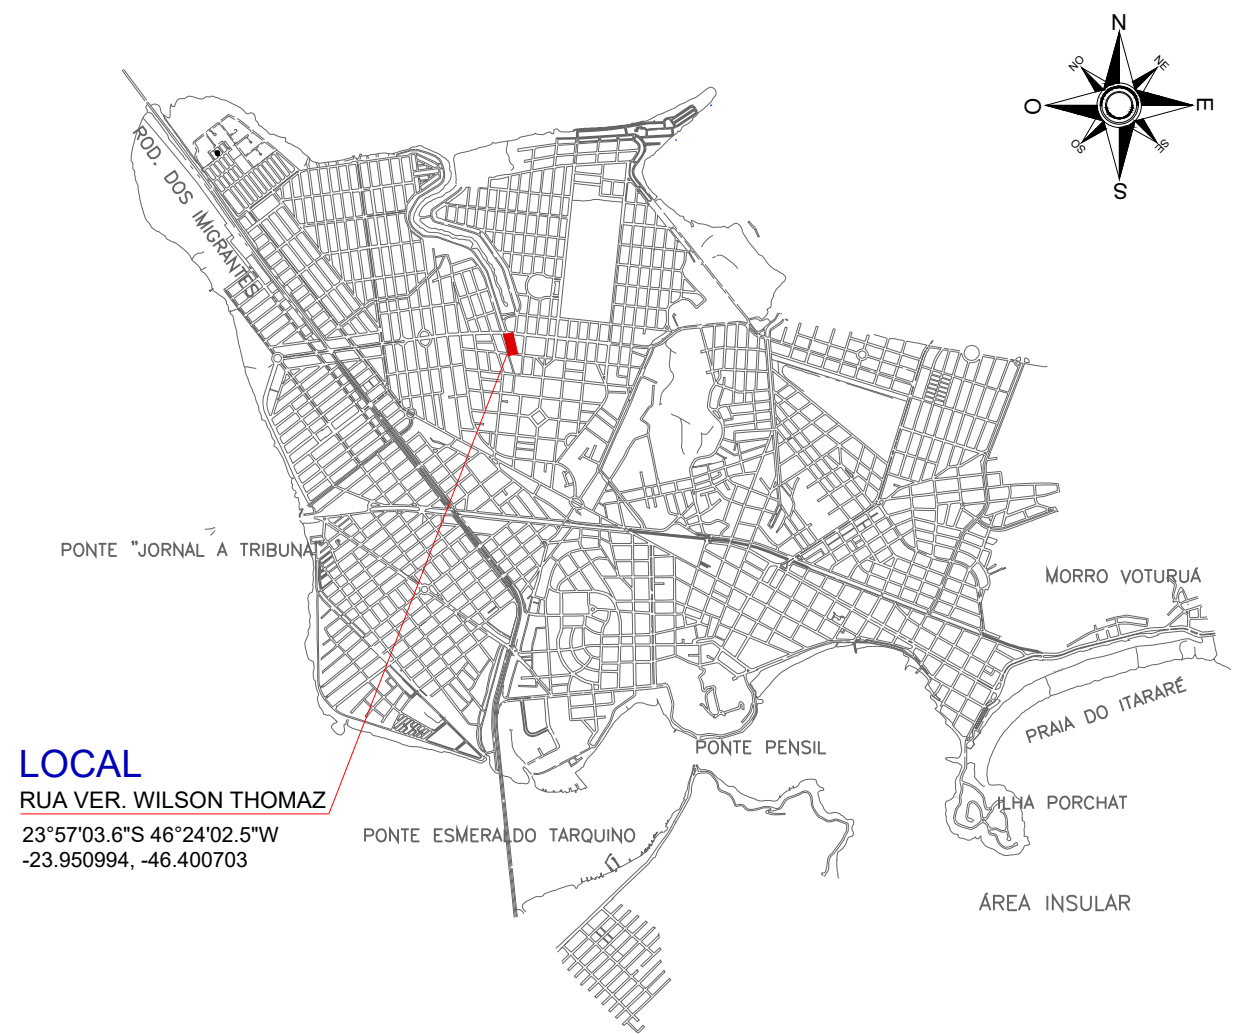 N
NO
NE
O
E
SO
SE
S
ROD. DOS IMIGRANTES
PONTE "JORNAL A TRIBUNA"
MORRO VOTURUÁ
PRAIA DO ITARARÉ
PONTE PENSIL
LOCAL
RUA VER. WILSON THOMAZ
ILHA PORCHAT
23°57'03.6"S 46°24'02.5"W
-23.950994, -46.400703
PONTE ESMERALDO TARQUINO
ÁREA INSULAR